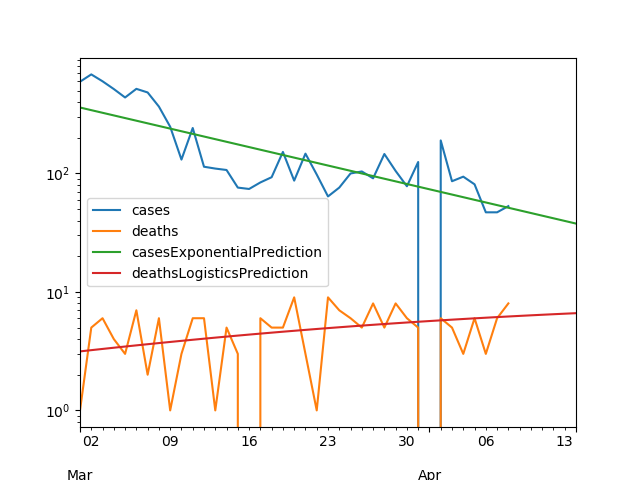 10²
10¹
10⁰
cases
deaths
casesExponentialPrediction
deathsLogisticsPrediction
02 09 16 23 30 06 13
Mar Apr